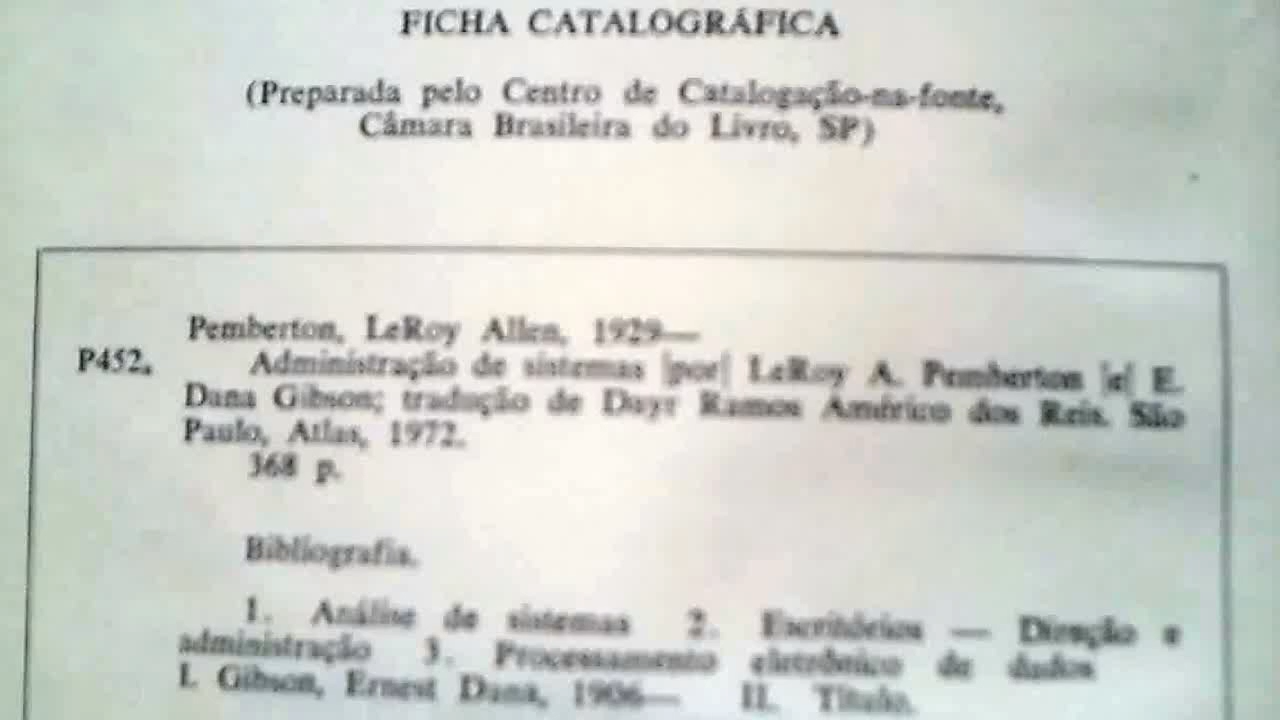 FICHA CATALOGRÁFICA
(Preparada pelo Centro de Catalogação-na-fonte,
Câmara Brasileira do Livro, SP)
Pemberton, LeRoy Allen, 1929—
P452a Administração de sistemas |por| LeRoy A. Pemberton |e| E.
Dana Gibson; tradução de Dayr Ramos Américo dos Reis. São
Paulo, Atlas, 1972.
368 p.
Bibliografia.
1. Análise de sistemas 2. Escritórios — Direção e
administração 3. Processamento eletrônico de dados
I. Gibson, Ernest Dana, 1906— II. Título.